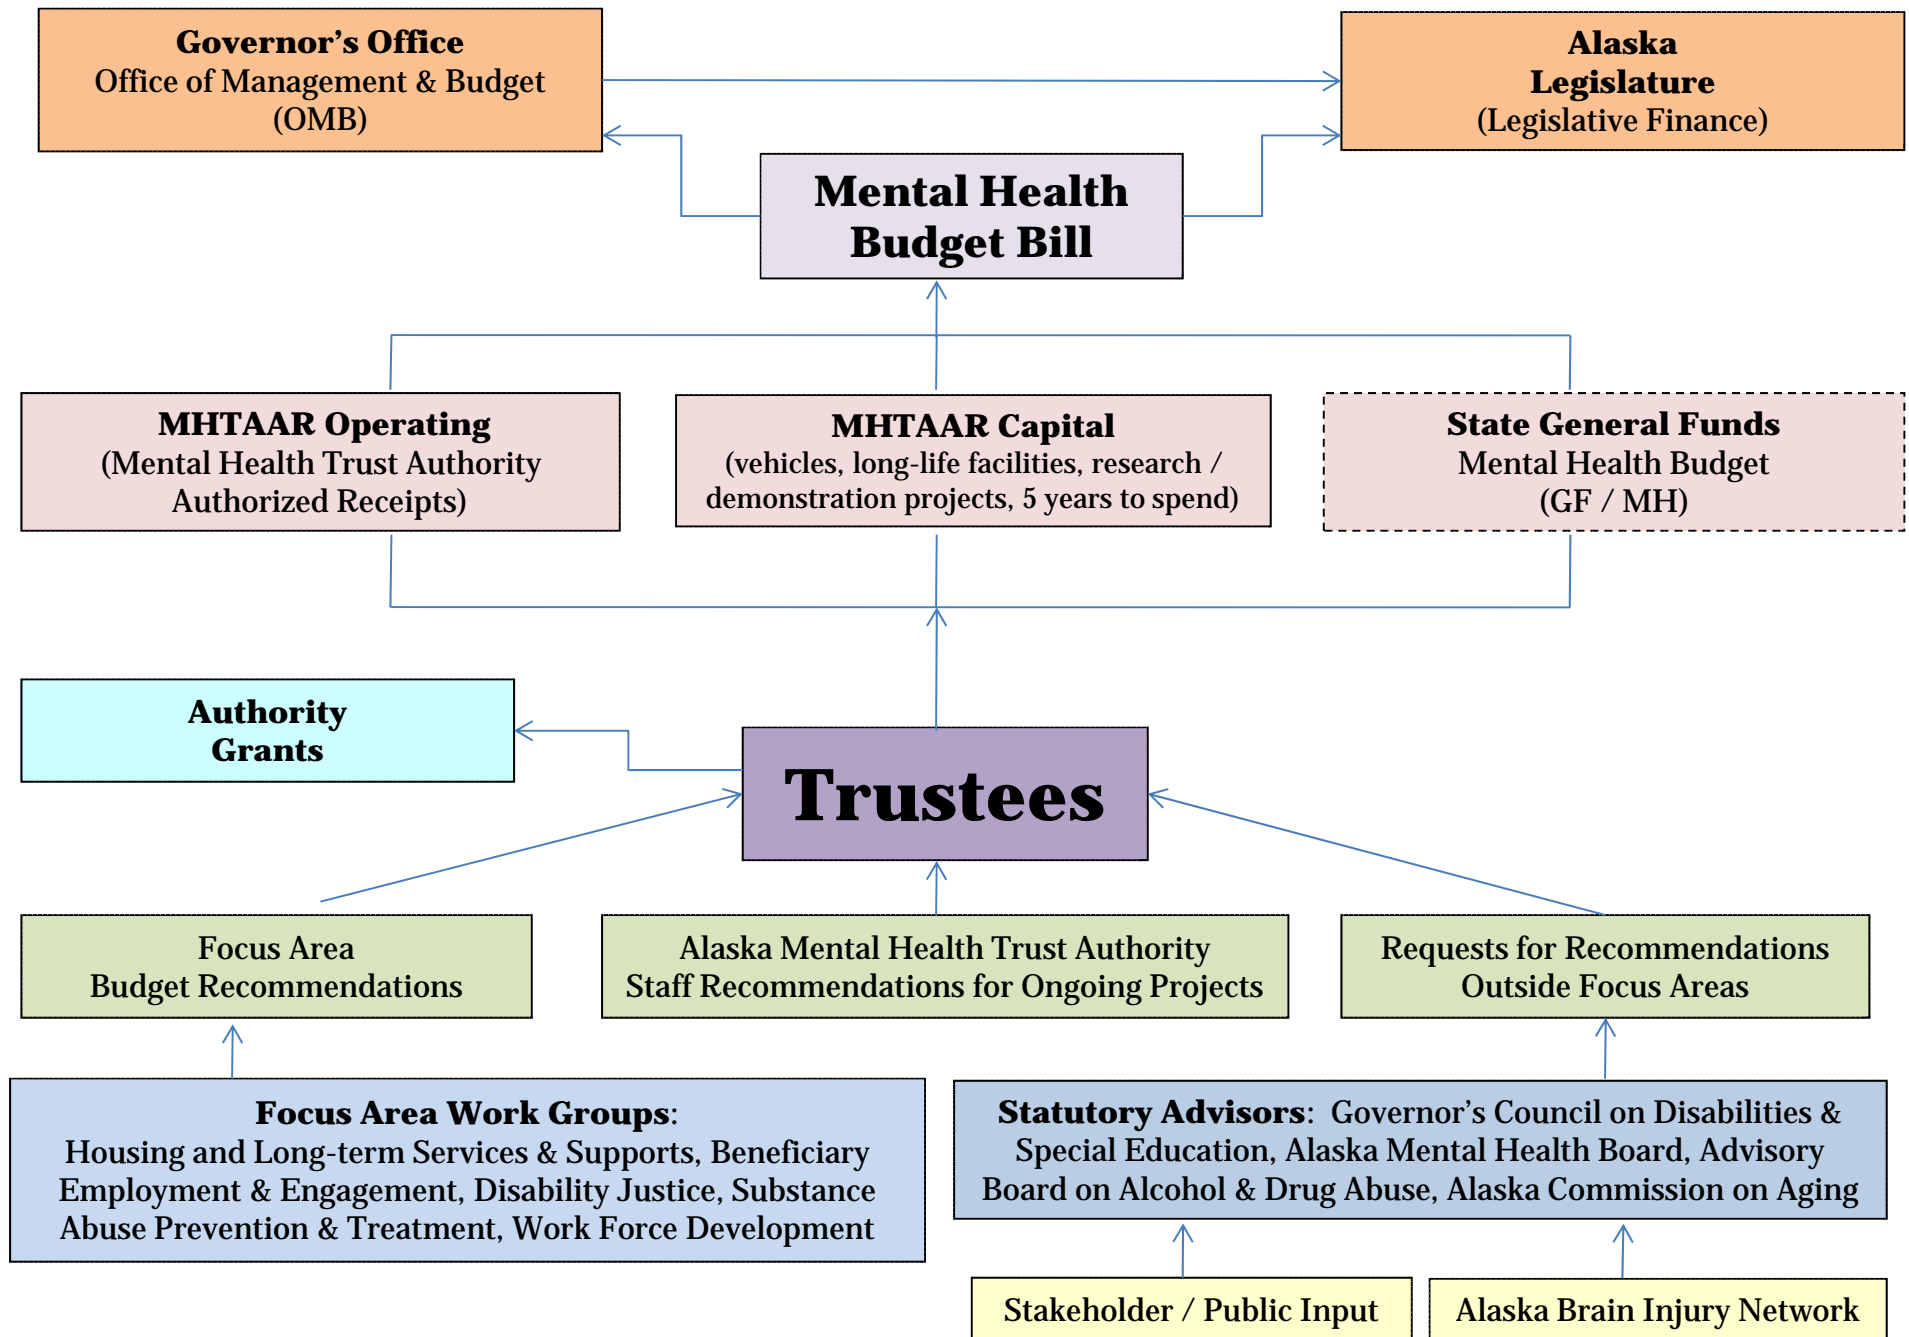 Governor’s Office
Office of Management & Budget
(OMB)
Alaska
Legislature
(Legislative Finance)
Mental Health
Budget Bill
MHTAAR Operating
(Mental Health Trust Authority
Authorized Receipts)
MHTAAR Capital
(vehicles, long-life facilities, research /
demonstration projects, 5 years to spend)
State General Funds
Mental Health Budget
(GF / MH)
Authority
Grants
Trustees
Focus Area
Budget Recommendations
Alaska Mental Health Trust Authority
Staff Recommendations for Ongoing Projects
Requests for Recommendations
Outside Focus Areas
Focus Area Work Groups:
Housing and Long-term Services & Supports, Beneficiary
Employment & Engagement, Disability Justice, Substance
Abuse Prevention & Treatment, Work Force Development
Statutory Advisors:  Governor’s Council on Disabilities &
Special Education, Alaska Mental Health Board, Advisory
Board on Alcohol & Drug Abuse, Alaska Commission on Aging
Stakeholder / Public Input
Alaska Brain Injury Network